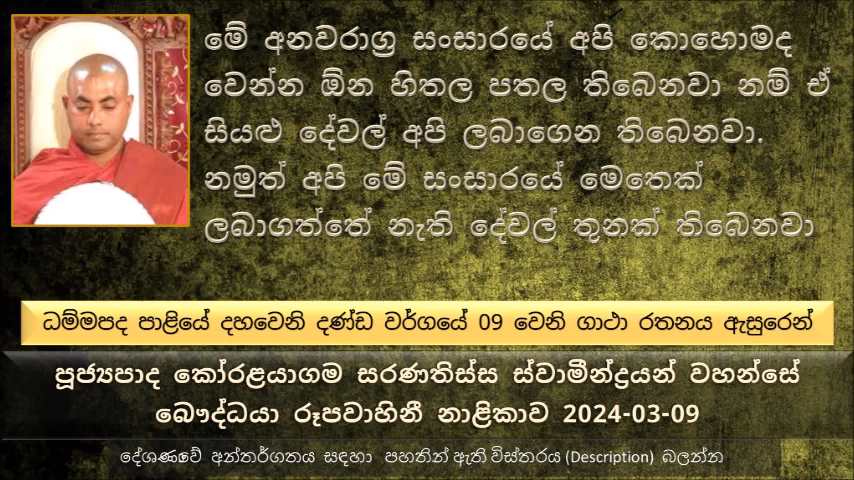 මේ අනවරාග්‍ර සංසාරයේ අපි කොහොමද
වෙන්න ඕන හිතල පතල තිබෙනවා නම් ඒ
සියළු දේවල් අපි ලබාගෙන තිබෙනවා.
නමුත් අපි මේ සංසාරයේ මෙතෙක්
ලබාගත්තේ නැති දේවල් තුනක් තිබෙනවා
ධම්මපද පාළියේ දහවෙනි දණ්ඩ වර්ගයේ 09 වෙනි ගාථා රතනය ඇසුරෙන්
පූජ්‍යපාද කෝරළයාගම සරණතිස්ස ස්වාමීන්ද්‍රයන් වහන්සේ
බෞද්ධයා රූපවාහිනී නාළිකාව 2024-03-09
දේශණාවේ අන්තර්ගතය සඳහා පහතින් ඇති විස්තරය (Description) බලන්න